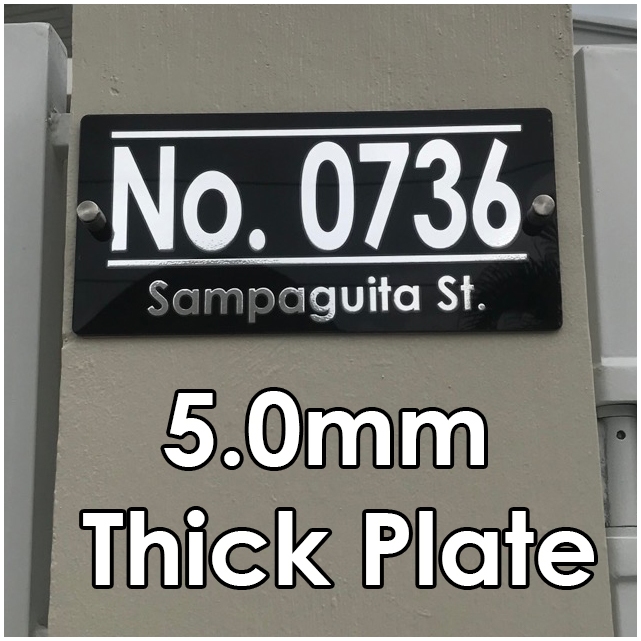 No. 0736
Sampaguita St.
5.0mm
Thick Plate